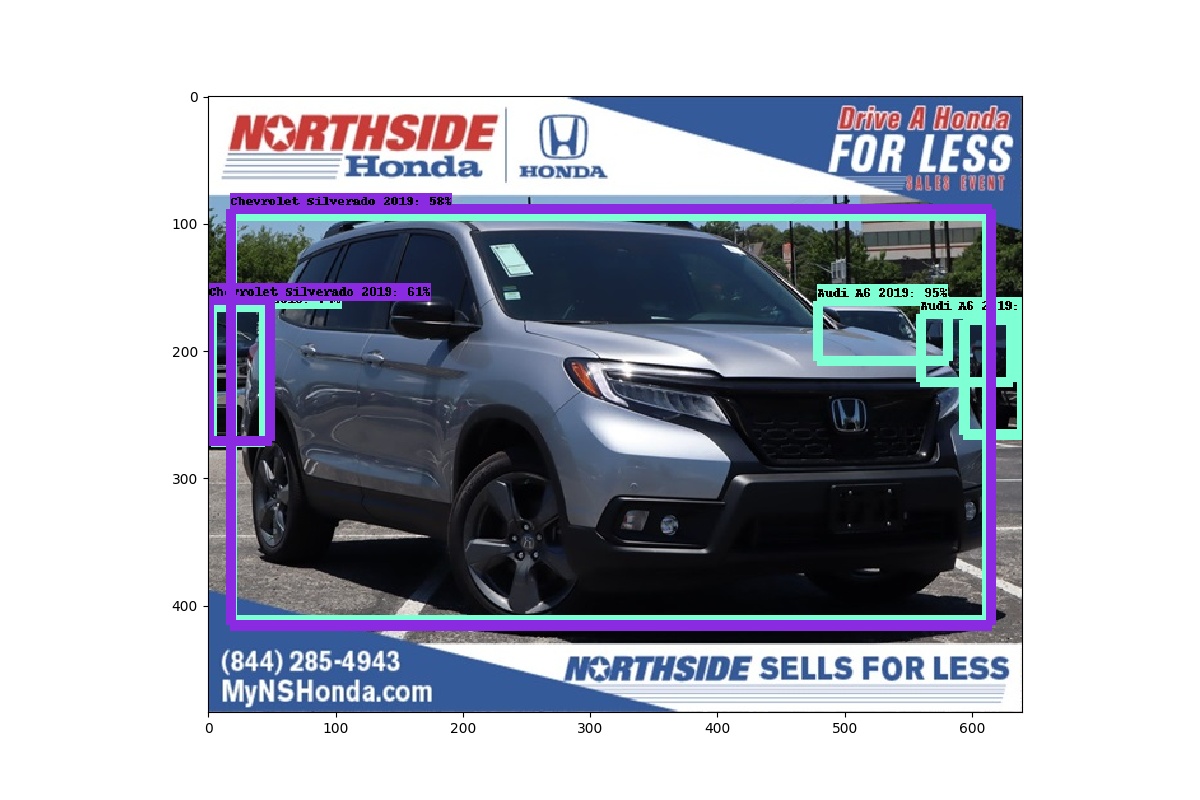 0
NORTHSIDE
Honda
HONDA
Drive A Honda
FOR LESS
SALES EVENT
Chevrolet Silverado 2019: 58%
100
Chevrolet Silverado 2019: 61%
Audi A6 2019: 95%
Audi A6 2019:
200
300
400
(844) 285-4943
MyNSHonda.com
NORTHSIDE SELLS FOR LESS
0 100 200 300 400 500 600